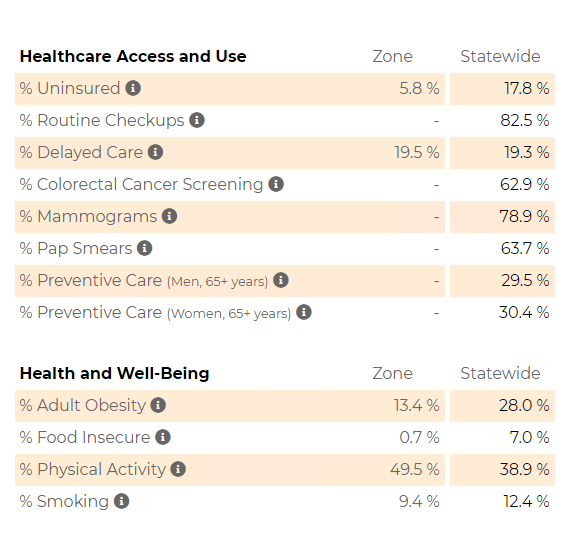 Healthcare Access and Use Zone Statewide
% Uninsured 5.8 % 17.8 %
% Routine Checkups - 82.5 %
% Delayed Care 19.5 % 19.3 %
% Colorectal Cancer Screening - 62.9 %
% Mammograms - 78.9 %
% Pap Smears - 63.7 %
% Preventive Care (Men, 65+ years) - 29.5 %
% Preventive Care (Women, 65+ years) - 30.4 %
Health and Well-Being Zone Statewide
% Adult Obesity 13.4 % 28.0 %
% Food Insecure 0.7 % 7.0 %
% Physical Activity 49.5 % 38.9 %
% Smoking 9.4 % 12.4 %